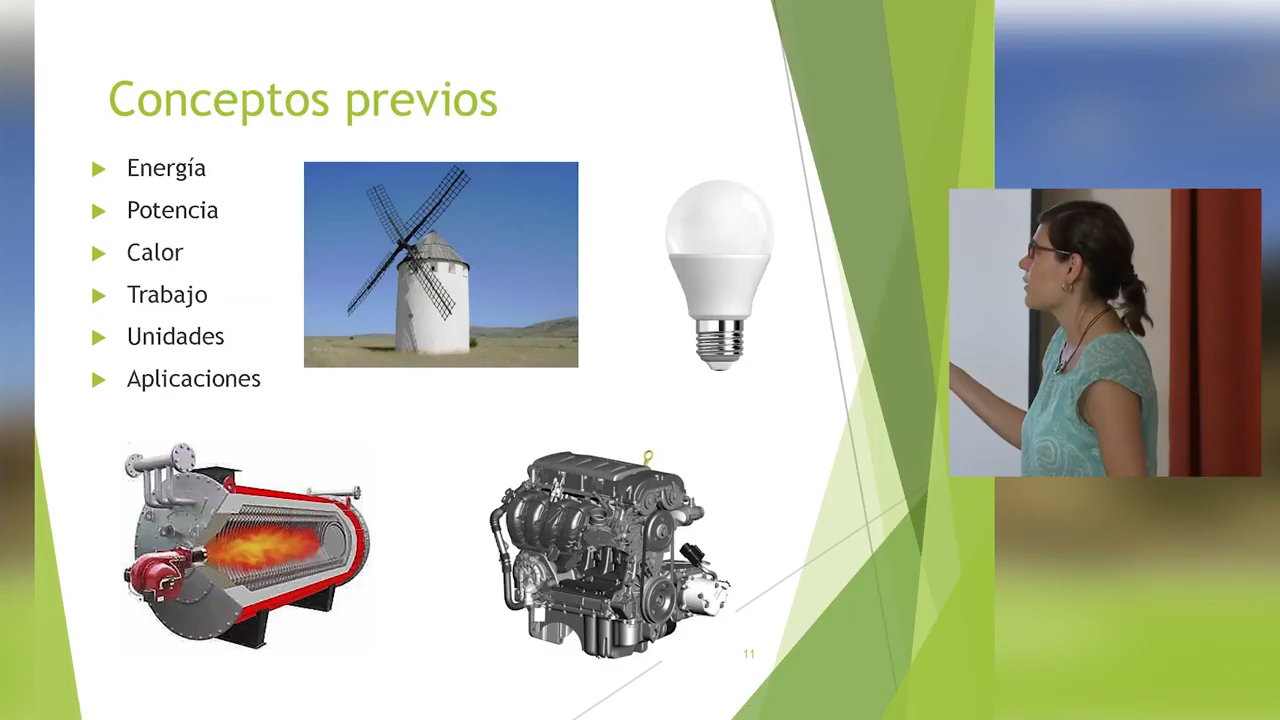 Conceptos previos
Energía
Potencia
Calor
Trabajo
Unidades
Aplicaciones
11